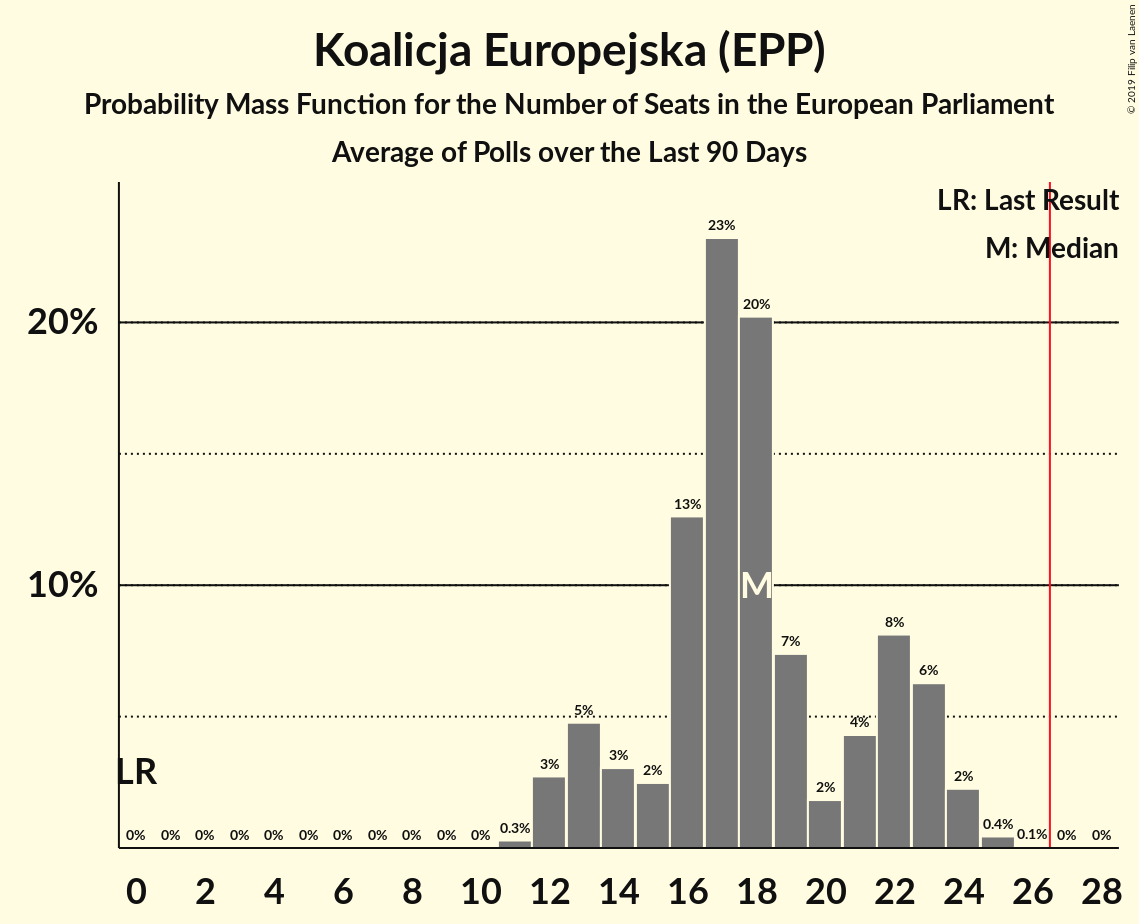 Koalicja Europejska (EPP)
Probability Mass Function for the Number of Seats in the European Parliament
Average of Polls over the Last 90 Days
© 2019 Filip van Laenen
LR: Last Result
M: Median
20%
10%
23%
20%
13%
M
8%
7%
6%
5%
4%
3%
3%
2%
2%
2%
LR
0% 0% 0% 0% 0% 0% 0% 0% 0% 0% 0% 0.3% 0.4% 0.1% 0% 0%
0 2 4 6 8 10 12 14 16 18 20 22 24 26 28